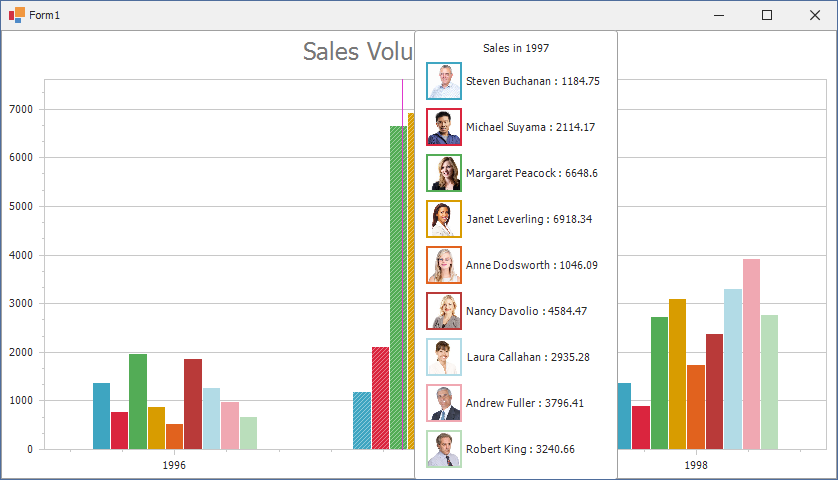 Form1
Sales Volu
Sales in 1997
Steven Buchanan : 1184.75
Michael Suyama : 2114.17
Margaret Peacock : 6648.6
Janet Leverling : 6918.34
Anne Dodsworth : 1046.09
Nancy Davolio : 4584.47
Laura Callahan : 2935.28
Andrew Fuller : 3796.41
Robert King : 3240.66
7000
6000
5000
4000
3000
2000
1000
0
1996
1998